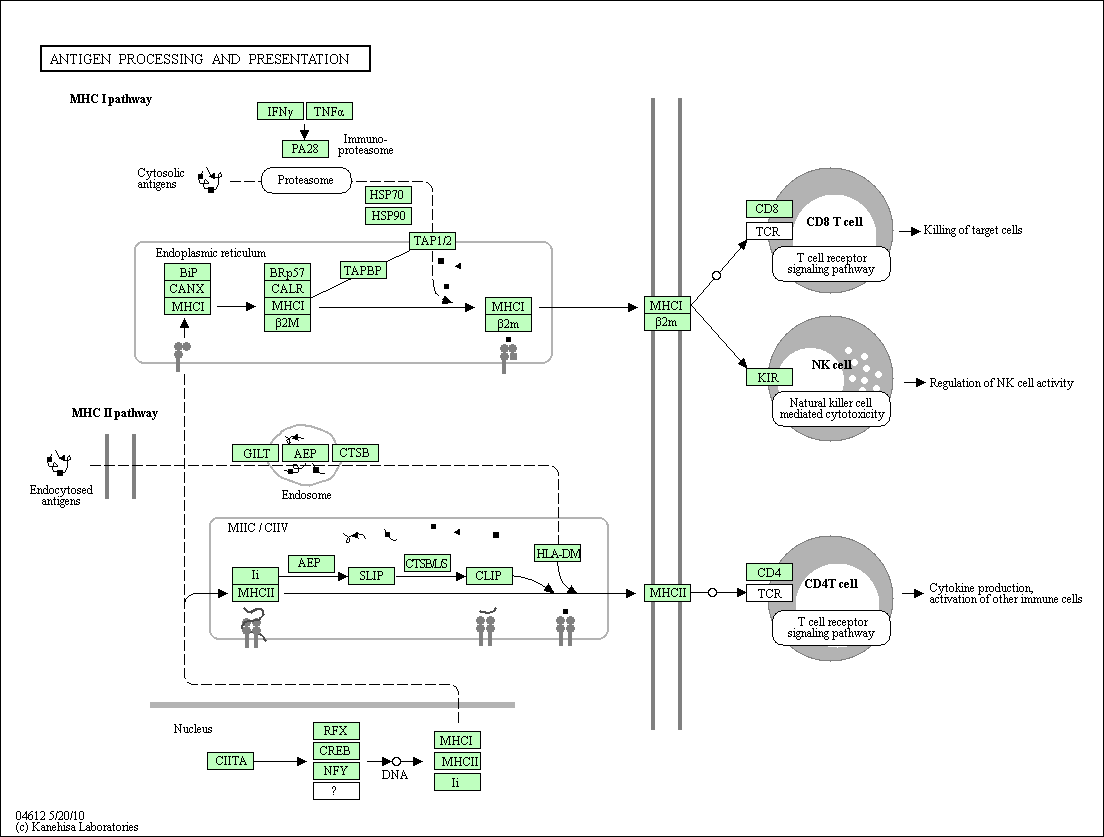 ANTIGEN PROCESSING AND PRESENTATION
MHC I pathway
IFNγ
TNFα
PA28
Immuno-
proteasome
Cytosolic
antigens
Proteasome
HSP70
HSP90
TAP1/2
Endoplasmic reticulum
BiP
CANX
MHCI
BRp57
CALR
MHCI
β2M
TAPBP
MHCI
β2m
MHCI
β2m
CD8
TCR
CD8 T cell
T cell receptor
signaling pathway
Killing of target cells
KIR
NK cell
Natural killer cell
mediated cytotoxicity
Regulation of NK cell activity
MHC II pathway
Endocytosed
antigens
GILT
AEP
CTSB
Endosome
MIIC / CIIV
Ii
MHCII
AEP
SLIP
CTSB/L/S
CLIP
HLA-DM
MHCII
CD4
TCR
CD4T cell
T cell receptor
signaling pathway
Cytokine production,
activation of other immune cells
Nucleus
CIITA
RFX
CREB
NFY
?
DNA
MHCI
MHCII
Ii
04612 5/20/10
(c) Kanehisa Laboratories